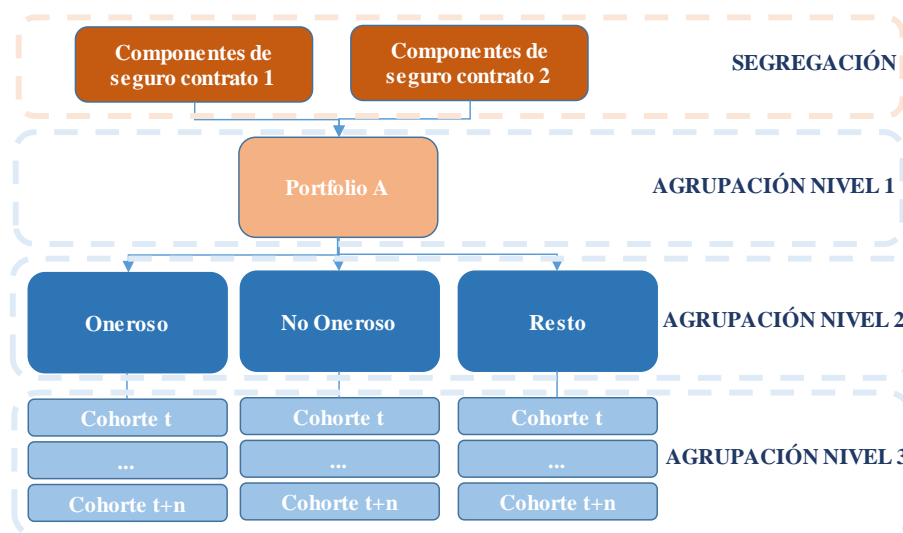 Componentes de
seguro contrato 1
Componentes de
seguro contrato 2
SEGREGACIÓN
Portfolio A
AGRUPACIÓN NIVEL 1
Oneroso
No Oneroso
Resto
AGRUPACIÓN NIVEL 2
Cohorte t
Cohorte t
Cohorte t
...
...
...
AGRUPACIÓN NIVEL 3
Cohorte t+n
Cohorte t+n
Cohorte t+n